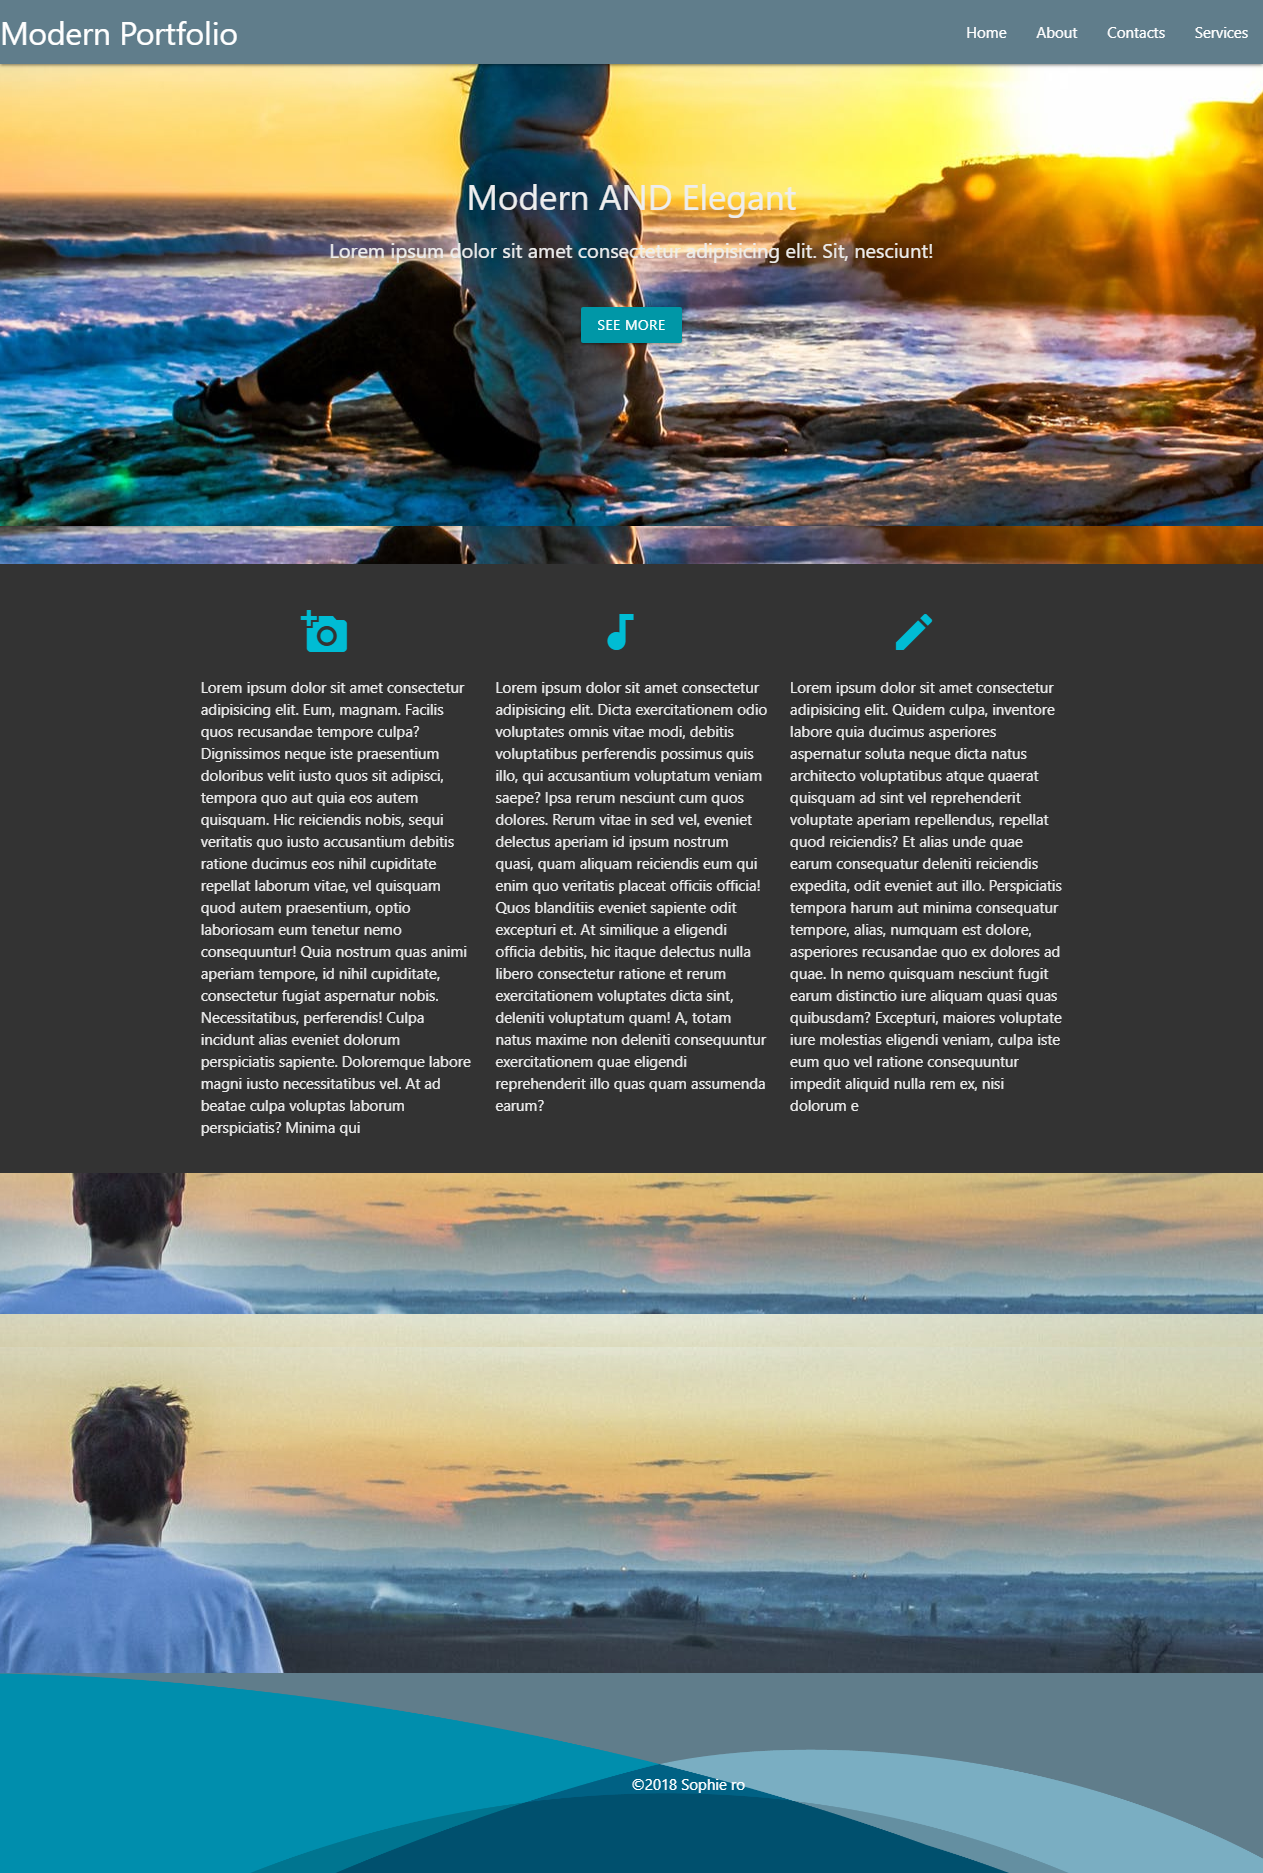 Modern Portfolio
Home About Contacts Services
Modern AND Elegant
Lorem ipsum dolor sit amet consectetur adipisicing elit. Sit, nesciunt!
SEE MORE
Lorem ipsum dolor sit amet consectetur
adipisicing elit. Eum, magnam. Facilis
quos recusandae tempore culpa?
Dignissimos neque iste praesentium
doloribus velit iusto quos sit adipisci,
tempora quo aut quia eos autem
quisquam. Hic reiciendis nobis, sequi
veritatis quo iusto accusantium debitis
ratione ducimus eos nihil cupiditate
repellat laborum vitae, vel quisquam
quod autem praesentium, optio
laboriosam eum tenetur nemo
consequuntur! Quia nostrum quas animi
aperiam tempore, id nihil cupiditate,
consectetur fugiat aspernatur nobis.
Necessitatibus, perferendis! Culpa
incidunt alias eveniet dolorum
perspiciatis sapiente. Doloremque labore
magni iusto necessitatibus vel. At ad
beatae culpa voluptas laborum
perspiciatis? Minima qui
Lorem ipsum dolor sit amet consectetur
adipisicing elit. Dicta exercitationem odio
voluptates omnis vitae modi, debitis
voluptatibus perferendis possimus quis
illo, qui accusantium voluptatum veniam
saepe? Ipsa rerum nesciunt cum quos
dolores. Rerum vitae in sed vel, eveniet
delectus aperiam id ipsum nostrum
quasi, quam aliquam reiciendis eum qui
enim quo veritatis placeat officiis officia!
Quos blanditiis eveniet sapiente odit
excepturi et. At similique a eligendi
officia debitis, hic itaque delectus nulla
libero consectetur ratione et rerum
exercitationem voluptates dicta sint,
deleniti voluptatum quam! A, totam
natus maxime non deleniti consequuntur
exercitationem quae eligendi
reprehenderit illo quas quam assumenda
earum?
Lorem ipsum dolor sit amet consectetur
adipisicing elit. Quidem culpa, inventore
labore quia ducimus asperiores
aspernatur soluta neque dicta natus
architecto voluptatibus atque quaerat
quisquam ad sint vel reprehenderit
voluptate aperiam repellendus, repellat
quod reiciendis? Et alias unde quae
earum consequatur deleniti reiciendis
expedita, odit eveniet aut illo. Perspiciatis
tempora harum aut minima consequatur
tempore, alias, numquam est dolore,
asperiores recusandae quo ex dolores ad
quae. In nemo quisquam nesciunt fugit
earum distinctio iure aliquam quasi quas
quibusdam? Excepturi, maiores voluptate
iure molestias eligendi veniam, culpa iste
eum quo vel ratione consequuntur
impedit aliquid nulla rem ex, nisi
dolorum e
©2018 Sophie ro